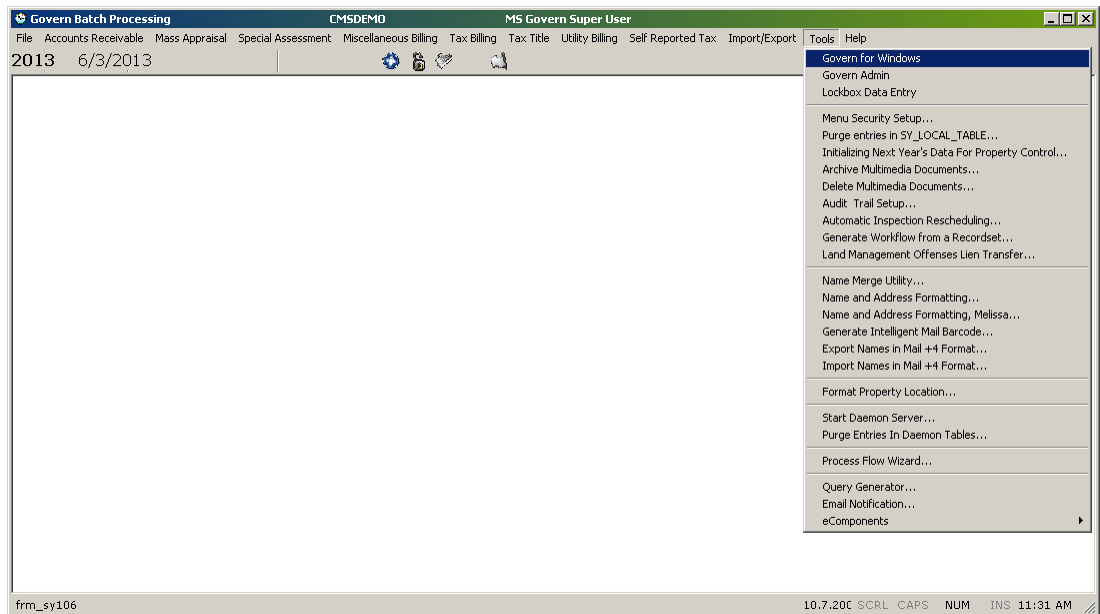 Govern Batch Processing CMSDEMO MS Govern Super User
File Accounts Receivable Mass Appraisal Special Assessment Miscellaneous Billing Tax Billing Tax Title Utility Billing Self Reported Tax Import/Export Tools Help
2013 6/3/2013
Govern for Windows
Govern Admin
Lockbox Data Entry
Menu Security Setup...
Purge entries in SY_LOCAL_TABLE...
Initializing Next Year's Data For Property Control...
Archive Multimedia Documents...
Delete Multimedia Documents...
Audit Trail Setup...
Automatic Inspection Rescheduling...
Generate Workflow from a Recordset...
Land Management Offenses Lien Transfer...
Name Merge Utility...
Name and Address Formatting...
Name and Address Formatting, Melissa...
Generate Intelligent Mail Barcode...
Export Names in Mail +4 Format...
Import Names in Mail +4 Format...
Format Property Location...
Start Daemon Server...
Purge Entries In Daemon Tables...
Process Flow Wizard...
Query Generator...
Email Notification...
eComponents
frm_sy106 10.7.200 SCRL CAPS NUM INS 11:31 AM